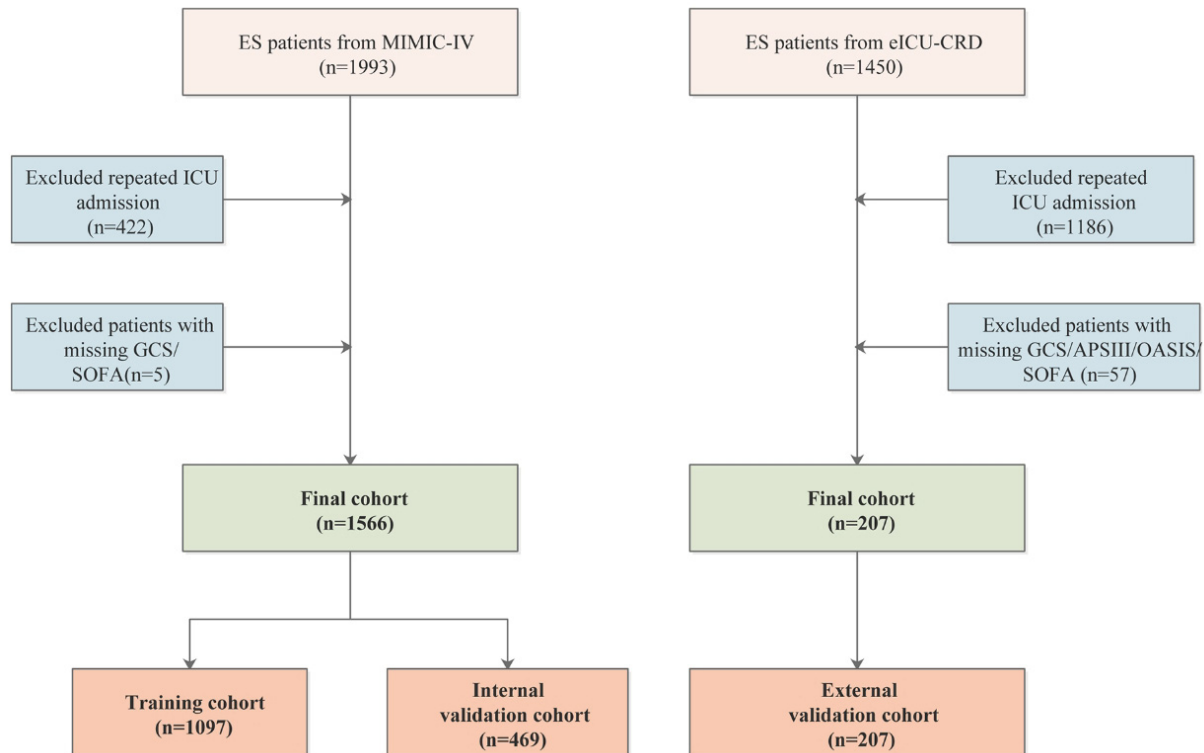 ES patients from MIMIC-IV
(n=1993)
ES patients from eICU-CRD
(n=1450)
Excluded repeated ICU
admission
(n=422)
Excluded repeated
ICU admission
(n=1186)
Excluded patients with
missing GCS/
SOFA(n=5)
Excluded patients with
missing GCS/APSIII/OASIS/
SOFA (n=57)
Final cohort
(n=1566)
Final cohort
(n=207)
Training cohort
(n=1097)
Internal
validation cohort
(n=469)
External
validation cohort
(n=207)